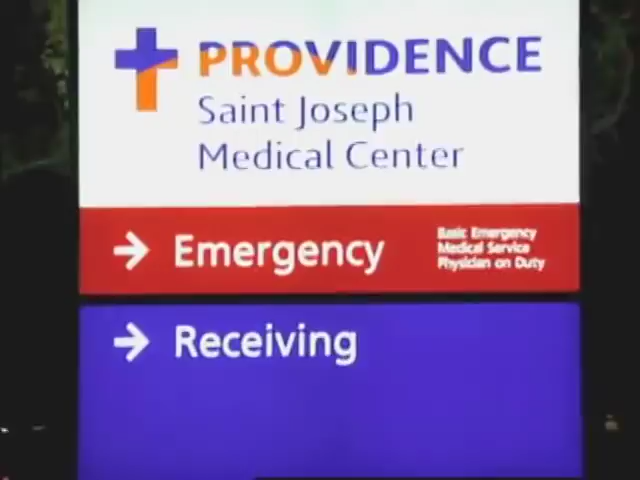 PROVIDENCE
Saint Joseph
Medical Center
→ Emergency
Basic Emergency
Medical Service
Physician on Duty
→ Receiving